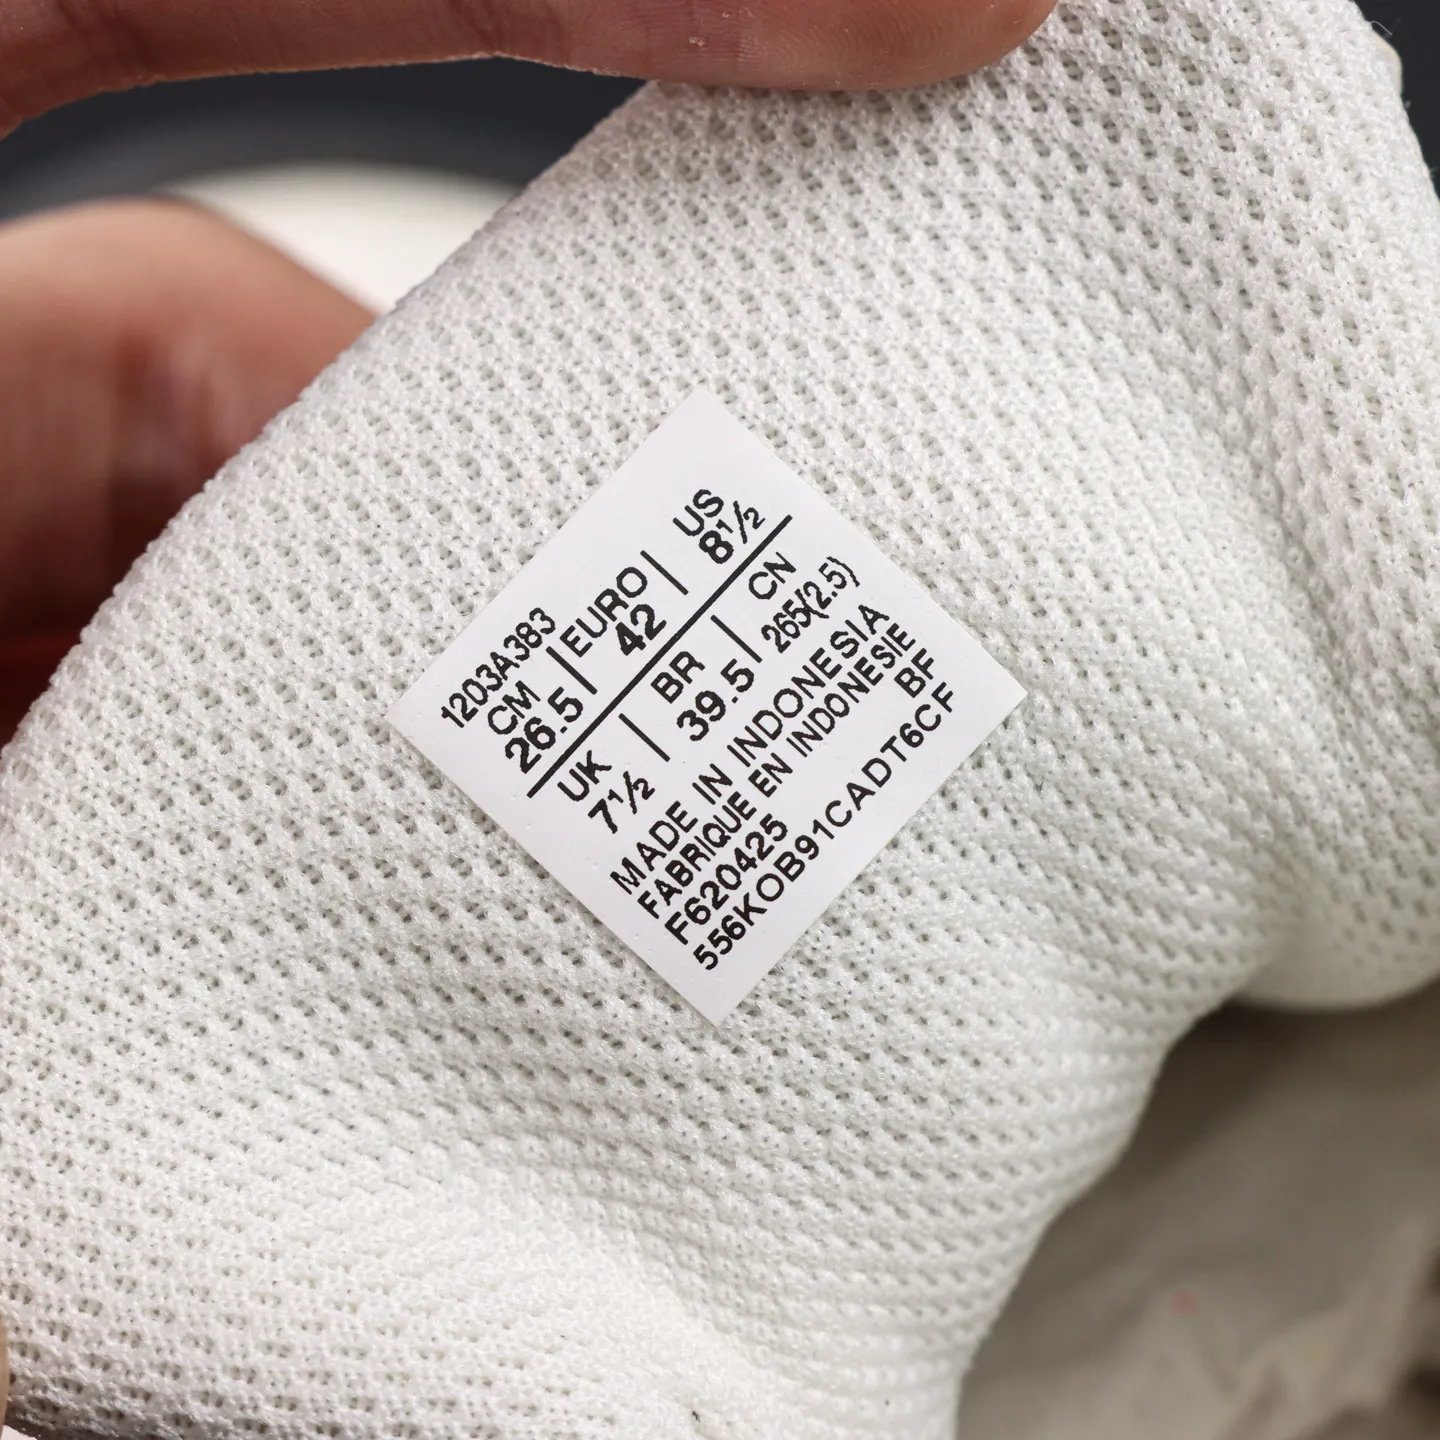 1203A383
CM | EURO | US
26.5 | 42 | 8½
UK | BR | CN
7½ | 39.5 | 265(2.5)
MADE IN INDONESIA
FABRIQUE EN INDONESIE
F620425 BF
556KOB91CADT6CF